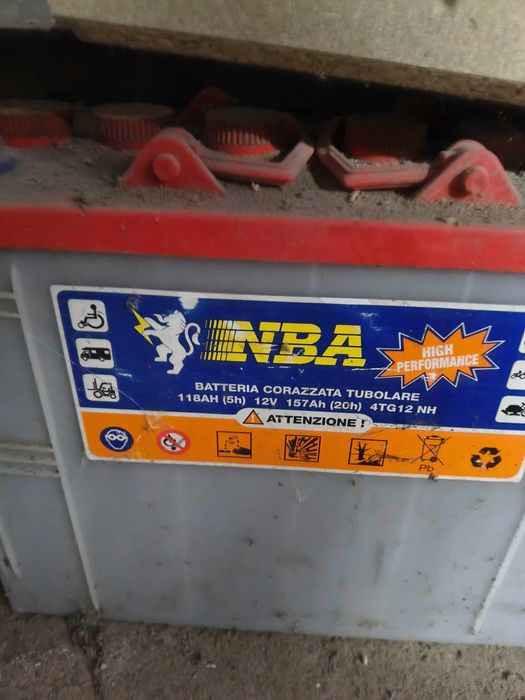 NBA
HIGH
PERFORMANCE
BATTERIA CORAZZATA TUBOLARE
118AH (5h) 12V 157Ah (20h) 4TG12 NH
ATTENZIONE !
Pb